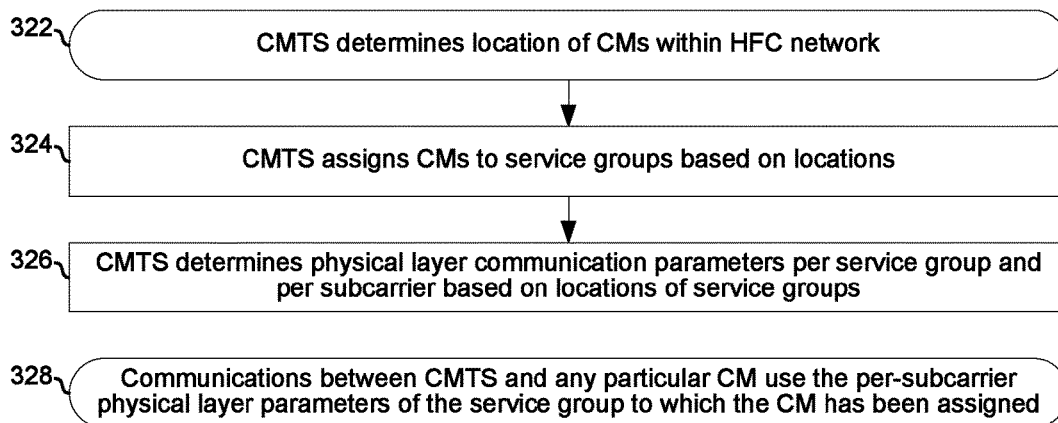 322
CMTS determines location of CMs within HFC network
324
CMTS assigns CMs to service groups based on locations
326
CMTS determines physical layer communication parameters per service group and
per subcarrier based on locations of service groups
328
Communications between CMTS and any particular CM use the per-subcarrier
physical layer parameters of the service group to which the CM has been assigned